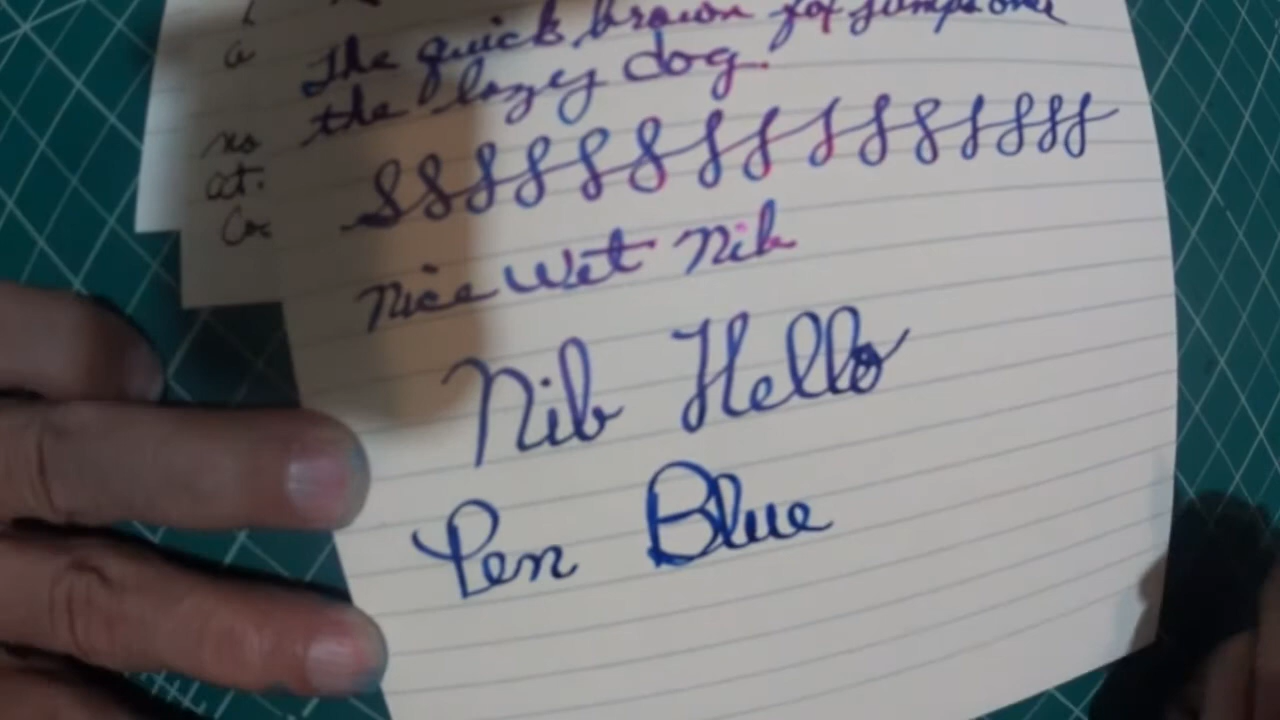 The quick brown fox jumps over
the lazy dog.
Nice Wet Nib
Nib Hello
Pen Blue